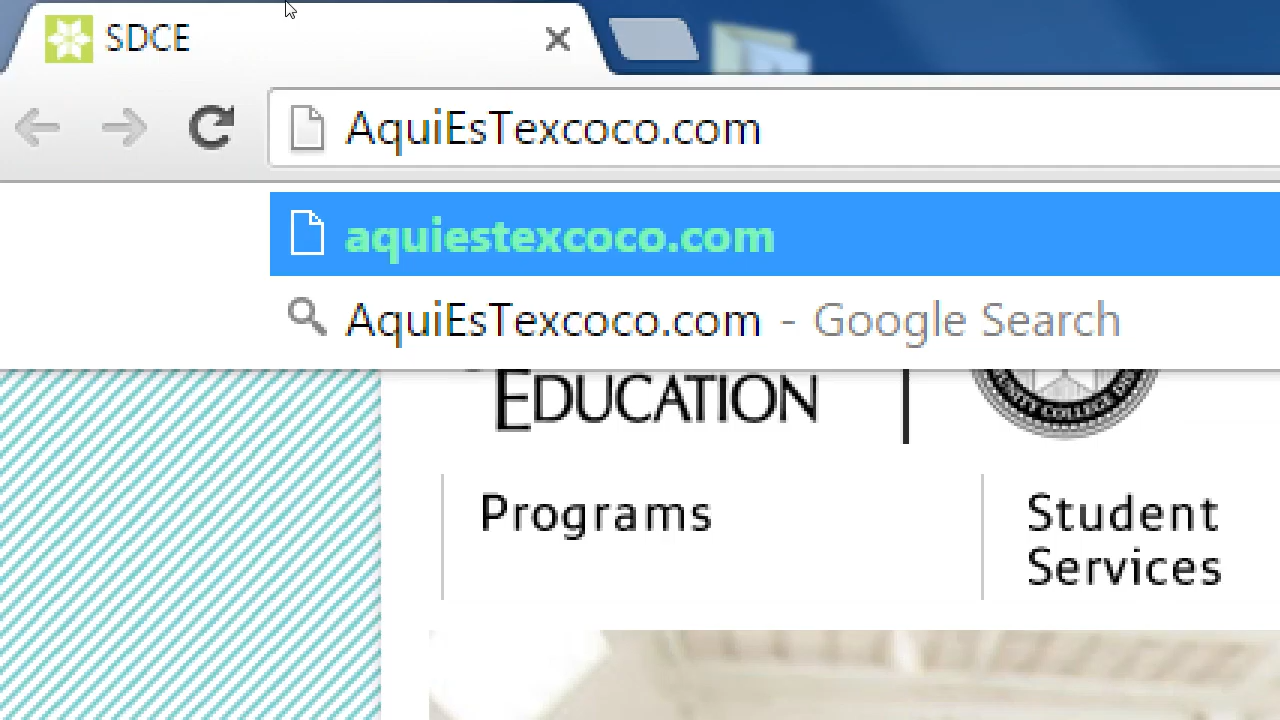 SDCE
AquiEsTexcoco.com
aquiestexcoco.com
AquiEsTexcoco.com - Google Search
EDUCATION
Programs
Student
Services